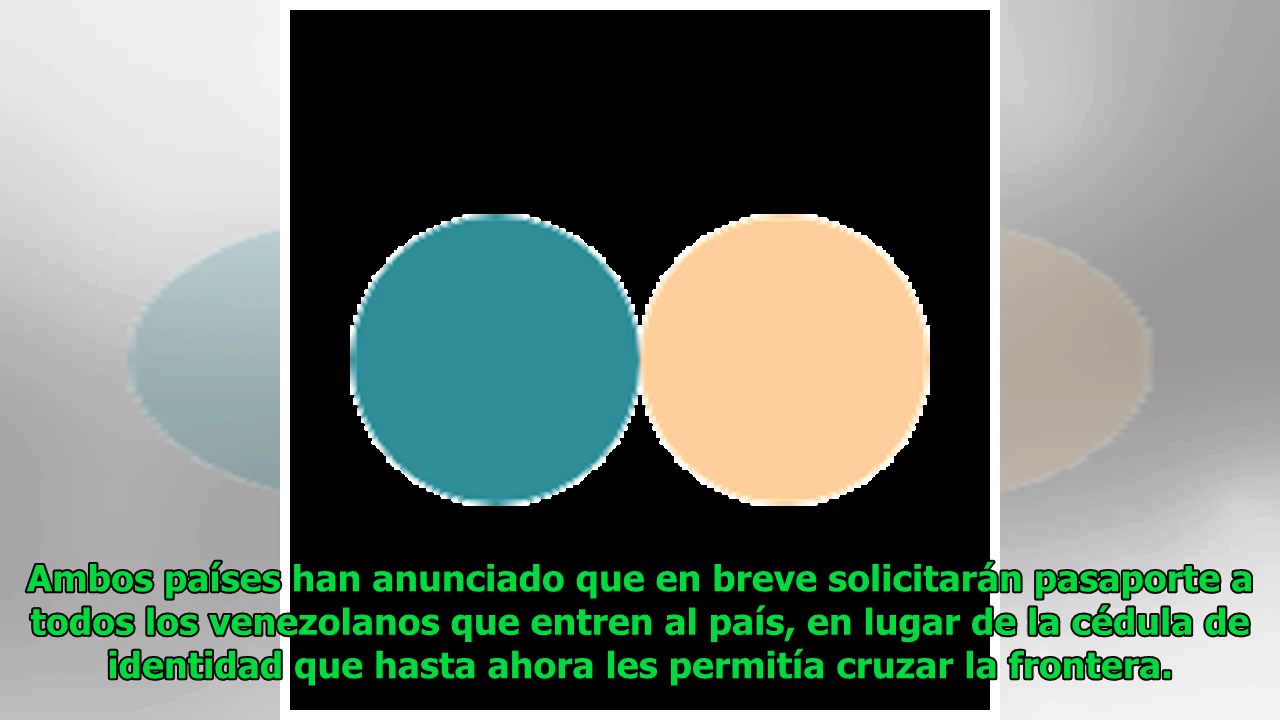 Ambos países han anunciado que en breve solicitarán pasaporte a
todos los venezolanos que entren al país, en lugar de la cédula de
identidad que hasta ahora les permitía cruzar la frontera.